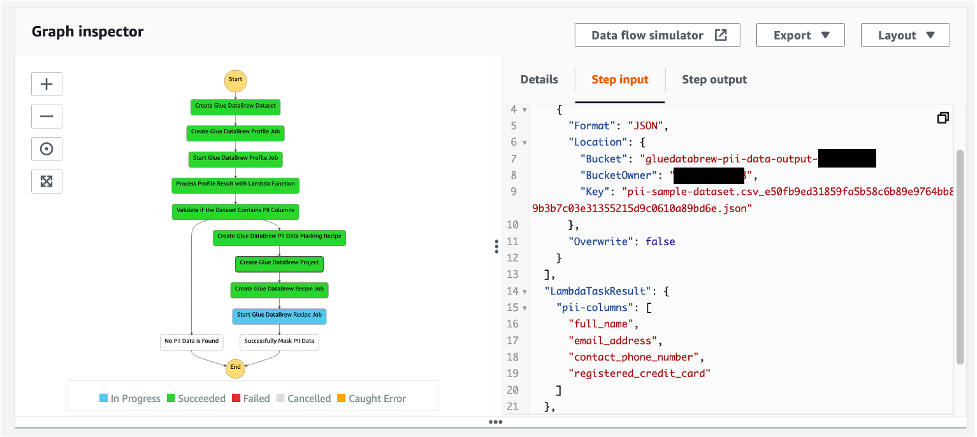 Graph inspector
Data flow simulator
Export
Layout
Start
Create Glue DataBrew Dataset
Create Glue DataBrew Profile Job
Start Glue DataBrew Profile Job
Process Profile Result with Lambda Function
Validate if the Dataset Contains PII Columns
Create Glue DataBrew PII Data Masking Recipe
Create Glue DataBrew Project
Create Glue DataBrew Recipe Job
Start Glue DataBrew Recipe Job
No PII Data is Found
Successfully Mask PII Data
End
In Progress
Succeeded
Failed
Cancelled
Caught Error
Details
Step input
Step output
4 {
5 "Format": "JSON",
6 "Location": {
7 "Bucket": "gluedatabrew-pii-data-output-
8 "BucketOwner": "
9 "Key": "pii-sample-dataset.csv_e50fb9ed31859fa5b58c6b89e9764bb8
9b3b7c03e31355215d9c0610a89bd6e.json"
10 },
11 "Overwrite": false
12 }
13 ],
14 "LambdaTaskResult": {
15 "pii-columns": [
16 "full_name",
17 "email_address",
18 "contact_phone_number",
19 "registered_credit_card"
20 ]
21 },